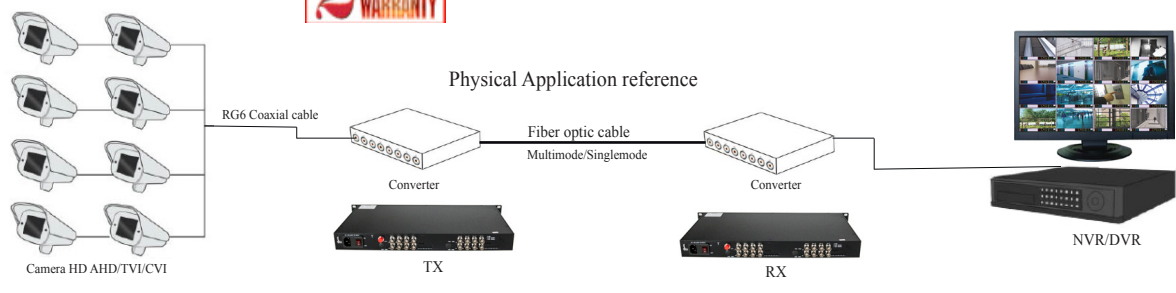 2 WARRANTY
Physical Application reference
RG6 Coaxial cable
Fiber optic cable
Multimode/Singlemode
Converter
Converter
TX
RX
NVR/DVR
Camera HD AHD/TVI/CVI